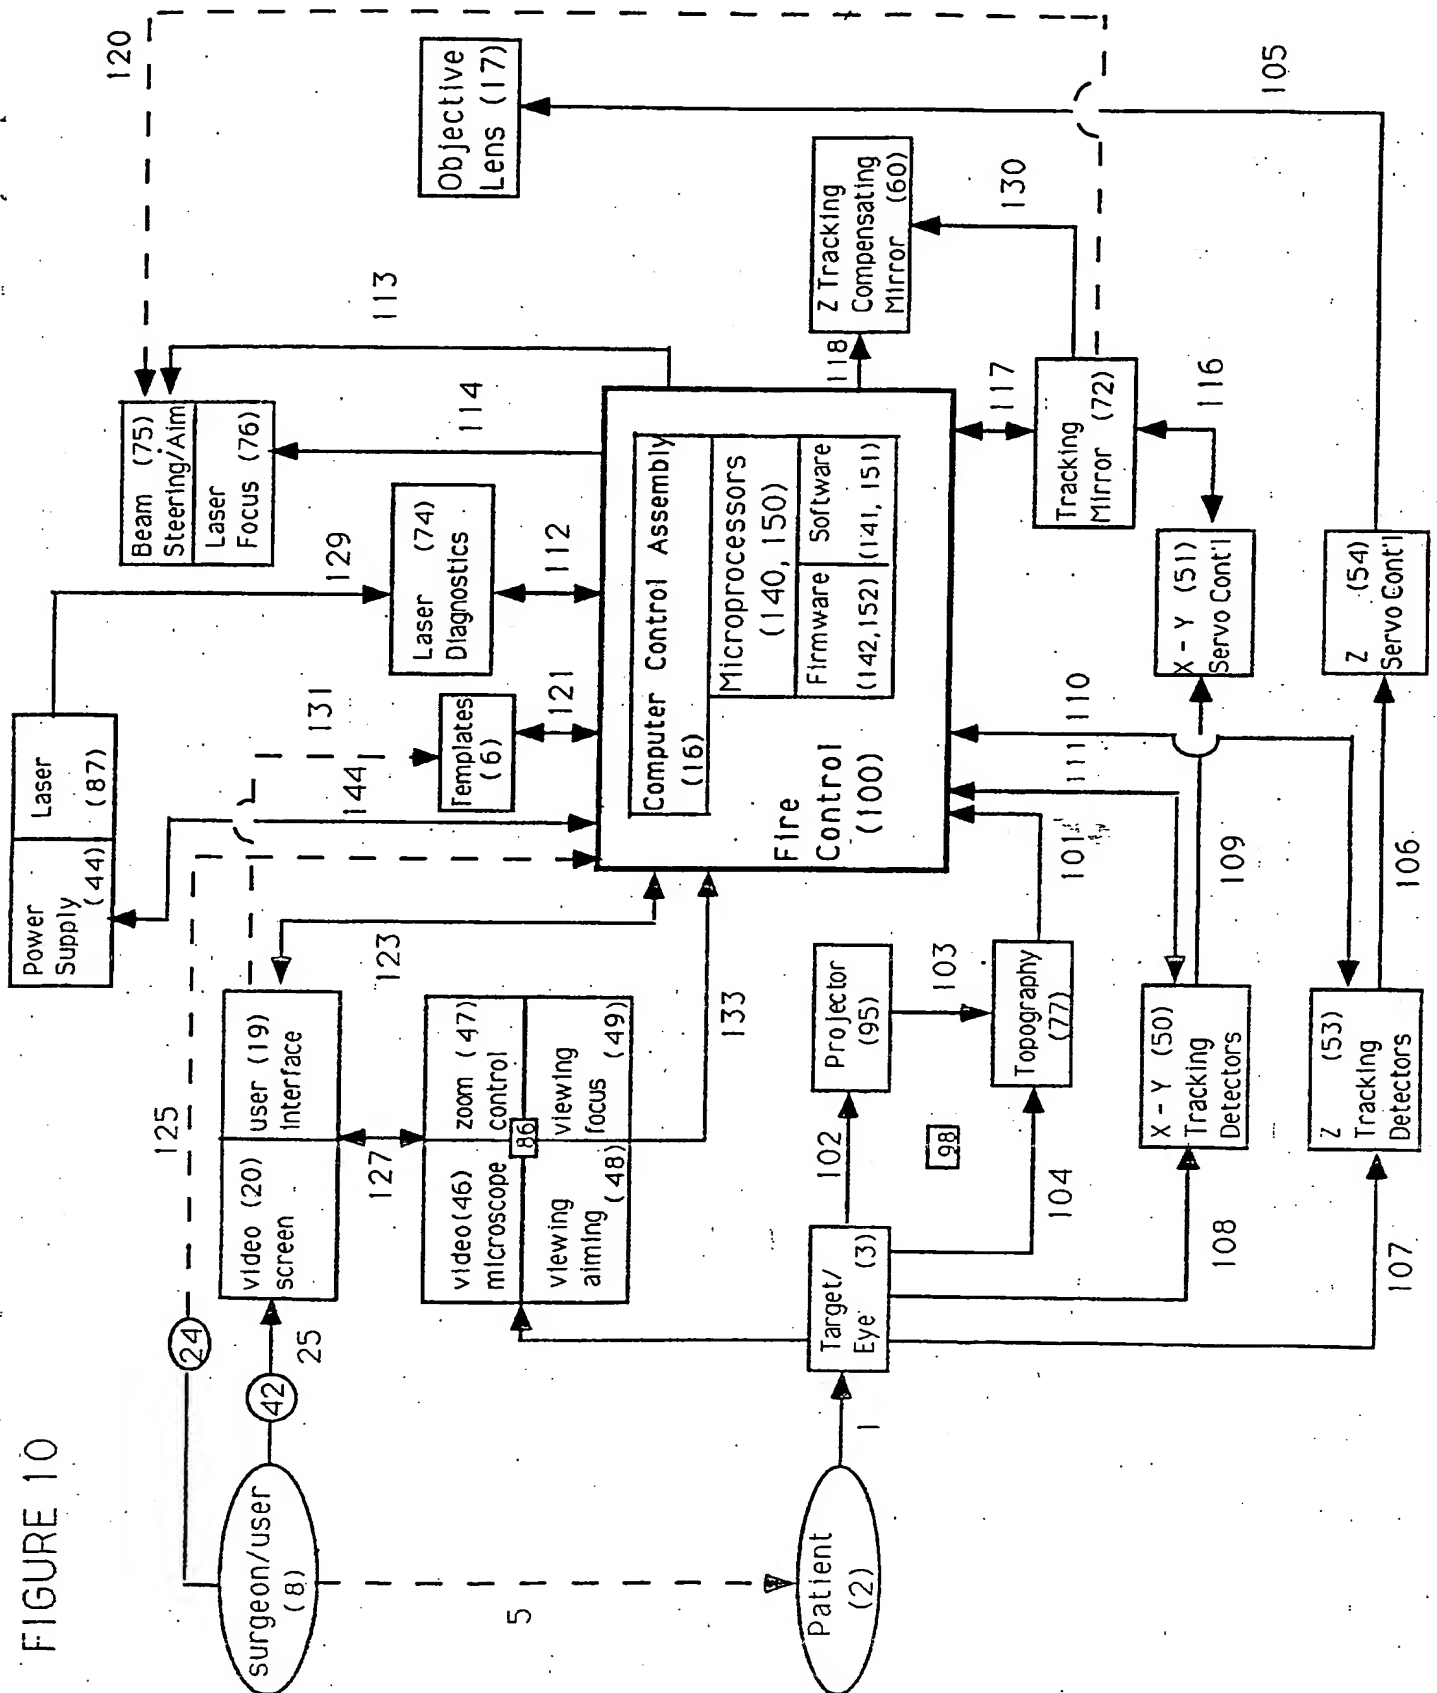 FIGURE 10
surgeon/user
(8)
24
42
25
125
5
Patient
(2)
1
video (20)
screen
user (19)
Interface
127
123
video (46)
microscope
zoom (47)
control
86
viewing
aiming
(48)
viewing
focus
(49)
133
Power
Supply
(44)
Laser
(87)
144
131
129
Templates
(6)
121
Laser (74)
Diagnostics
112
Beam (75)
Steering/Aim
Laser
Focus (76)
114
113
120
Objective
Lens (17)
105
Computer Control Assembly
(16)
Microprocessors
(140, 150)
Firmware
(142, 152)
Software
(141, 151)
Fire
Control
(100)
118
Z Tracking
Compensating
Mirror (60)
130
117
Tracking
Mirror (72)
116
Target/
Eye (3)
102
Projector
(95)
103
98
104
Topography
(77)
101
111
110
108
X - Y (50)
Tracking
Detectors
109
X - Y (51)
Servo Cont'l
107
Z (53)
Tracking
Detectors
106
Z (54)
Servo Cont'l